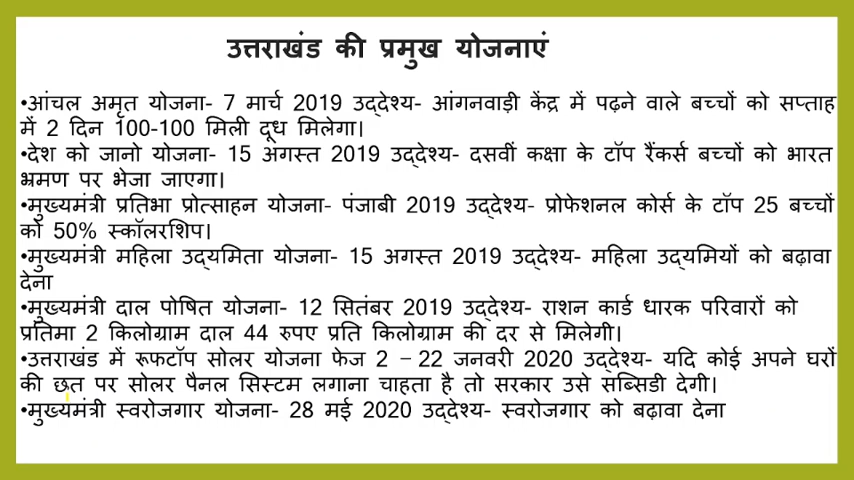 उत्तराखंड की प्रमुख योजनाएं
•आंचल अमृत योजना- 7 मार्च 2019 उद्देश्य- आंगनवाड़ी केंद्र में पढ़ने वाले बच्चों को सप्ताह
में 2 दिन 100-100 मिली दूध मिलेगा।
•देश को जानो योजना- 15 अगस्त 2019 उद्देश्य- दसवीं कक्षा के टॉप रैंकर्स बच्चों को भारत
भ्रमण पर भेजा जाएगा।
•मुख्यमंत्री प्रतिभा प्रोत्साहन योजना- पंजाबी 2019 उद्देश्य- प्रोफेशनल कोर्स के टॉप 25 बच्चों
को 50% स्कॉलरशिप।
•मुख्यमंत्री महिला उद्यमिता योजना- 15 अगस्त 2019 उद्देश्य- महिला उद्यमियों को बढ़ावा
देना
•मुख्यमंत्री दाल पोषित योजना- 12 सितंबर 2019 उद्देश्य- राशन कार्ड धारक परिवारों को
प्रतिमा 2 किलोग्राम दाल 44 रुपए प्रति किलोग्राम की दर से मिलेगी।
•उत्तराखंड में रूफटॉप सोलर योजना फेज 2 – 22 जनवरी 2020 उद्देश्य- यदि कोई अपने घरों
की छत पर सोलर पैनल सिस्टम लगाना चाहता है तो सरकार उसे सब्सिडी देगी।
•मुख्यमंत्री स्वरोजगार योजना- 28 मई 2020 उद्देश्य- स्वरोजगार को बढ़ावा देना